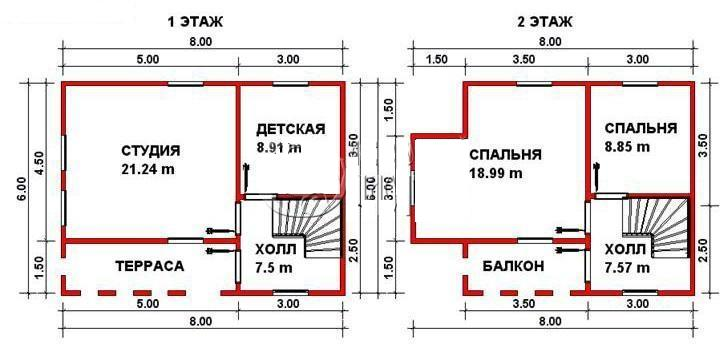 1 ЭТАЖ
8.00
5.00 3.00
6.00
4.50
1.50
СТУДИЯ
21.24 m
ДЕТСКАЯ
8.91 m
3.50
2.50
ТЕРРАСА
ХОЛЛ
7.5 m
5.00 3.00
8.00
2 ЭТАЖ
8.00
1.50 3.50 3.00
6.00
1.50
3.00
1.50
СПАЛЬНЯ
18.99 m
СПАЛЬНЯ
8.85 m
3.50
2.50
БАЛКОН
ХОЛЛ
7.57 m
3.50 3.00
8.00